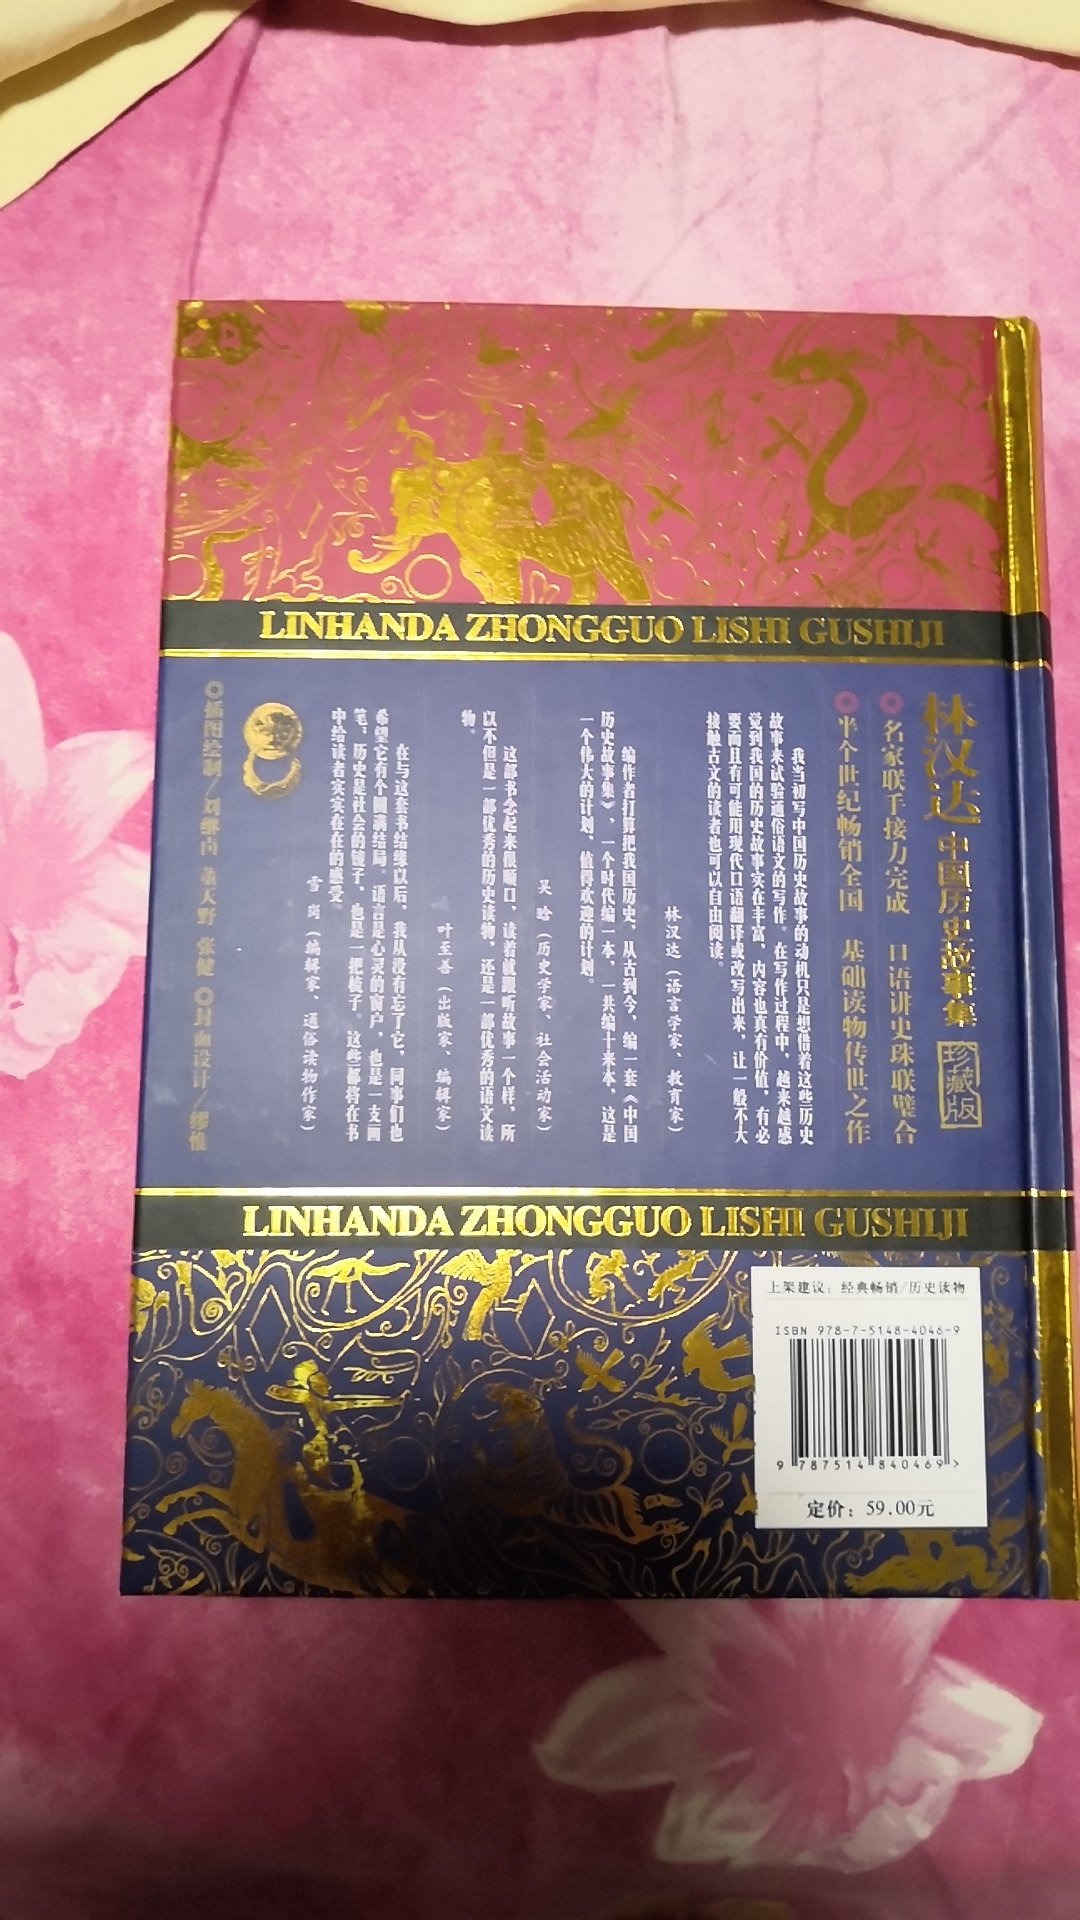 LINHANDA ZHONGGUO LISHI GUSHIJI
林汉达中国历史故事集 珍藏版
◎名家联手接力完成 口语讲史珠联璧合
◎半个世纪畅销全国 基础读物传世之作
我当初写中国历史故事的动机只是想借着这些历史
故事来试验通俗语文的写作。在写作过程中,越来越感
觉到我国的历史故事实在丰富,内容也真有价值,有必
要而且有可能用现代口语翻译或改写出来,让一般不大
接触古文的读者也可以自由阅读。
林汉达(语言学家、教育家)
编作者打算把我国历史,从古到今,编一套《中国
历史故事集》,一个时代编一本,一共编十来本,这是
一个伟大的计划,值得欢迎的计划。
吴晗(历史学家、社会活动家)
这部书念起来很顺口,读着就跟听故事一个样,所
以不但是一部优秀的历史读物,还是一部优秀的语文读
物。
叶至善(出版家、编辑家)
在与这套书结缘以后,我从没有忘了它,同事们也
希望它有个圆满结局。语言是心灵的窗户,也是一支画
笔,历史是社会的镜子,也是一把梳子。这些都将在书
中给读者实实在在的感受。
雪岗(编辑家、通俗读物作家)
◎插图绘制/刘继卣 董天野 张健 ◎封面设计/缪惟
LINHANDA ZHONGGUO LISHI GUSHIJI
上架建议:经典畅销/历史读物
ISBN 978-7-5148-4046-9
9 787514 840469 >
定价:59.00元